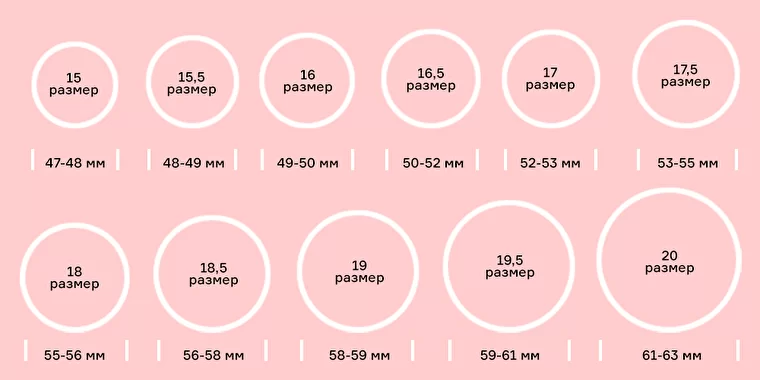 15
размер
15,5
размер
16
размер
16,5
размер
17
размер
17,5
размер
47-48 мм
48-49 мм
49-50 мм
50-52 мм
52-53 мм
53-55 мм
18
размер
18,5
размер
19
размер
19,5
размер
20
размер
55-56 мм
56-58 мм
58-59 мм
59-61 мм
61-63 мм